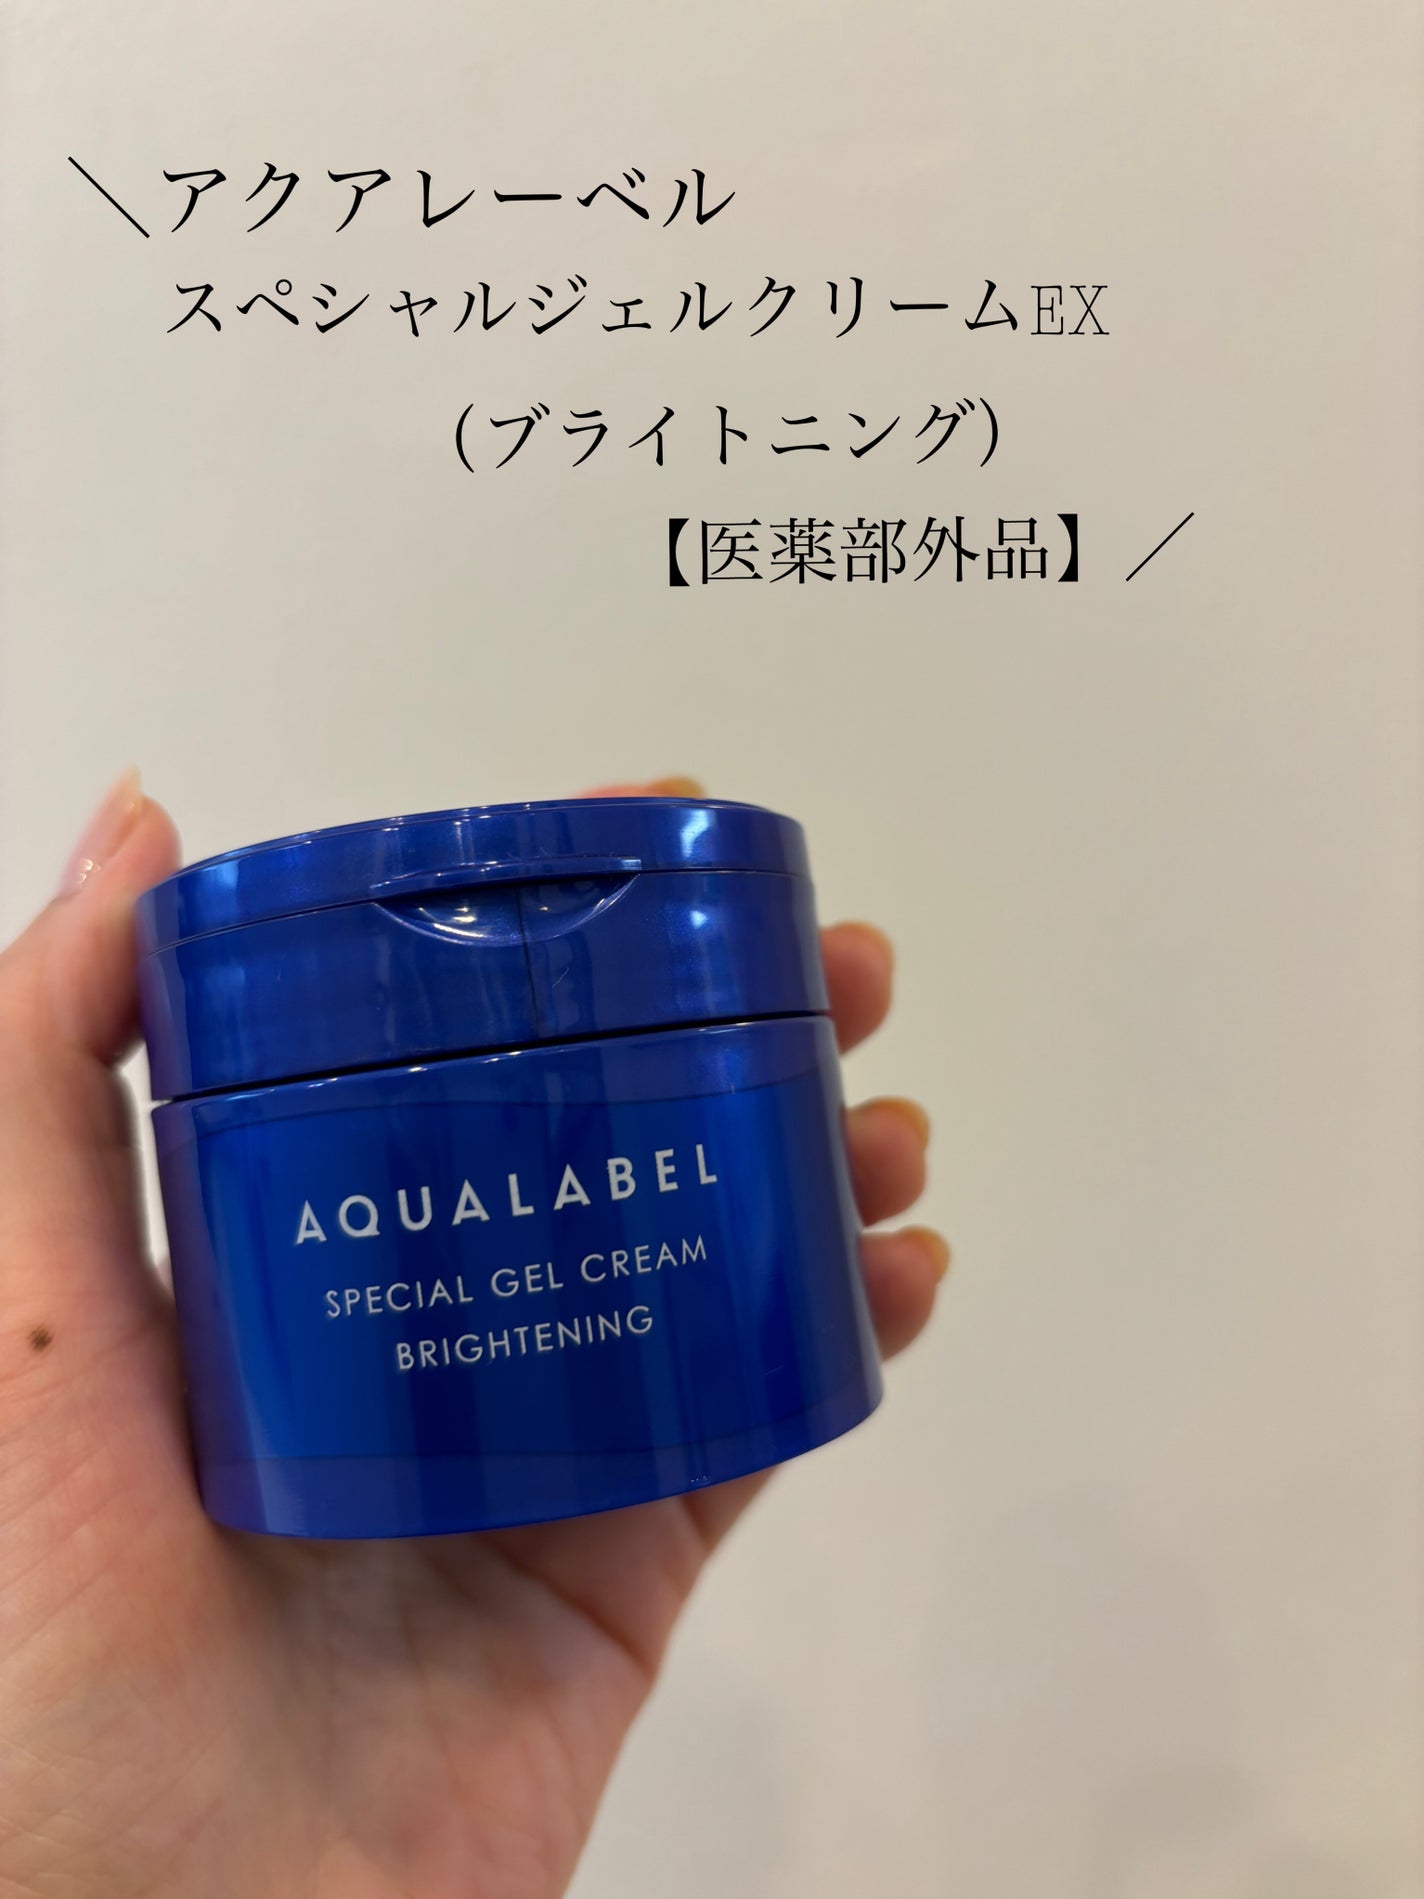 ＼アクアレーベル
スペシャルジェルクリームEX
(ブライトニング)
【医薬部外品】／
AQUALABEL
SPECIAL GEL CREAM
BRIGHTENING